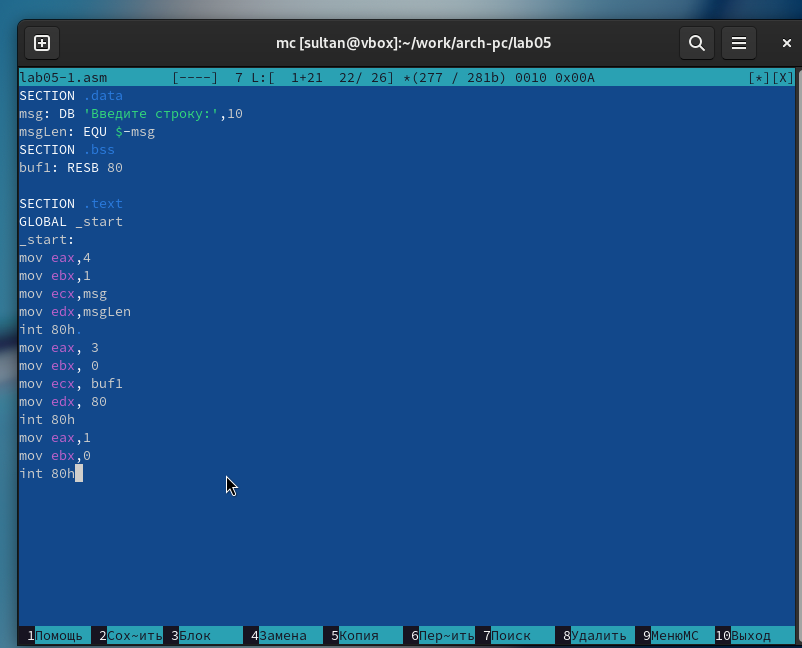 mc [sultan@vbox]:~/work/arch-pc/lab05
lab05-1.asm [----] 7 L:[ 1+21 22/ 26] *(277 / 281b) 0010 0x00A [*][X]
SECTION .data
msg: DB 'Введите строку:',10
msgLen: EQU $-msg
SECTION .bss
buf1: RESB 80
SECTION .text
GLOBAL _start
_start:
mov eax,4
mov ebx,1
mov ecx,msg
mov edx,msgLen
int 80h.
mov eax, 3
mov ebx, 0
mov ecx, buf1
mov edx, 80
int 80h
mov eax,1
mov ebx,0
int 80h
1Помощь 2Сох~ить 3Блок 4Замена 5Копия 6Пер~ить 7Поиск 8Удалить 9МенюMC 10Выход